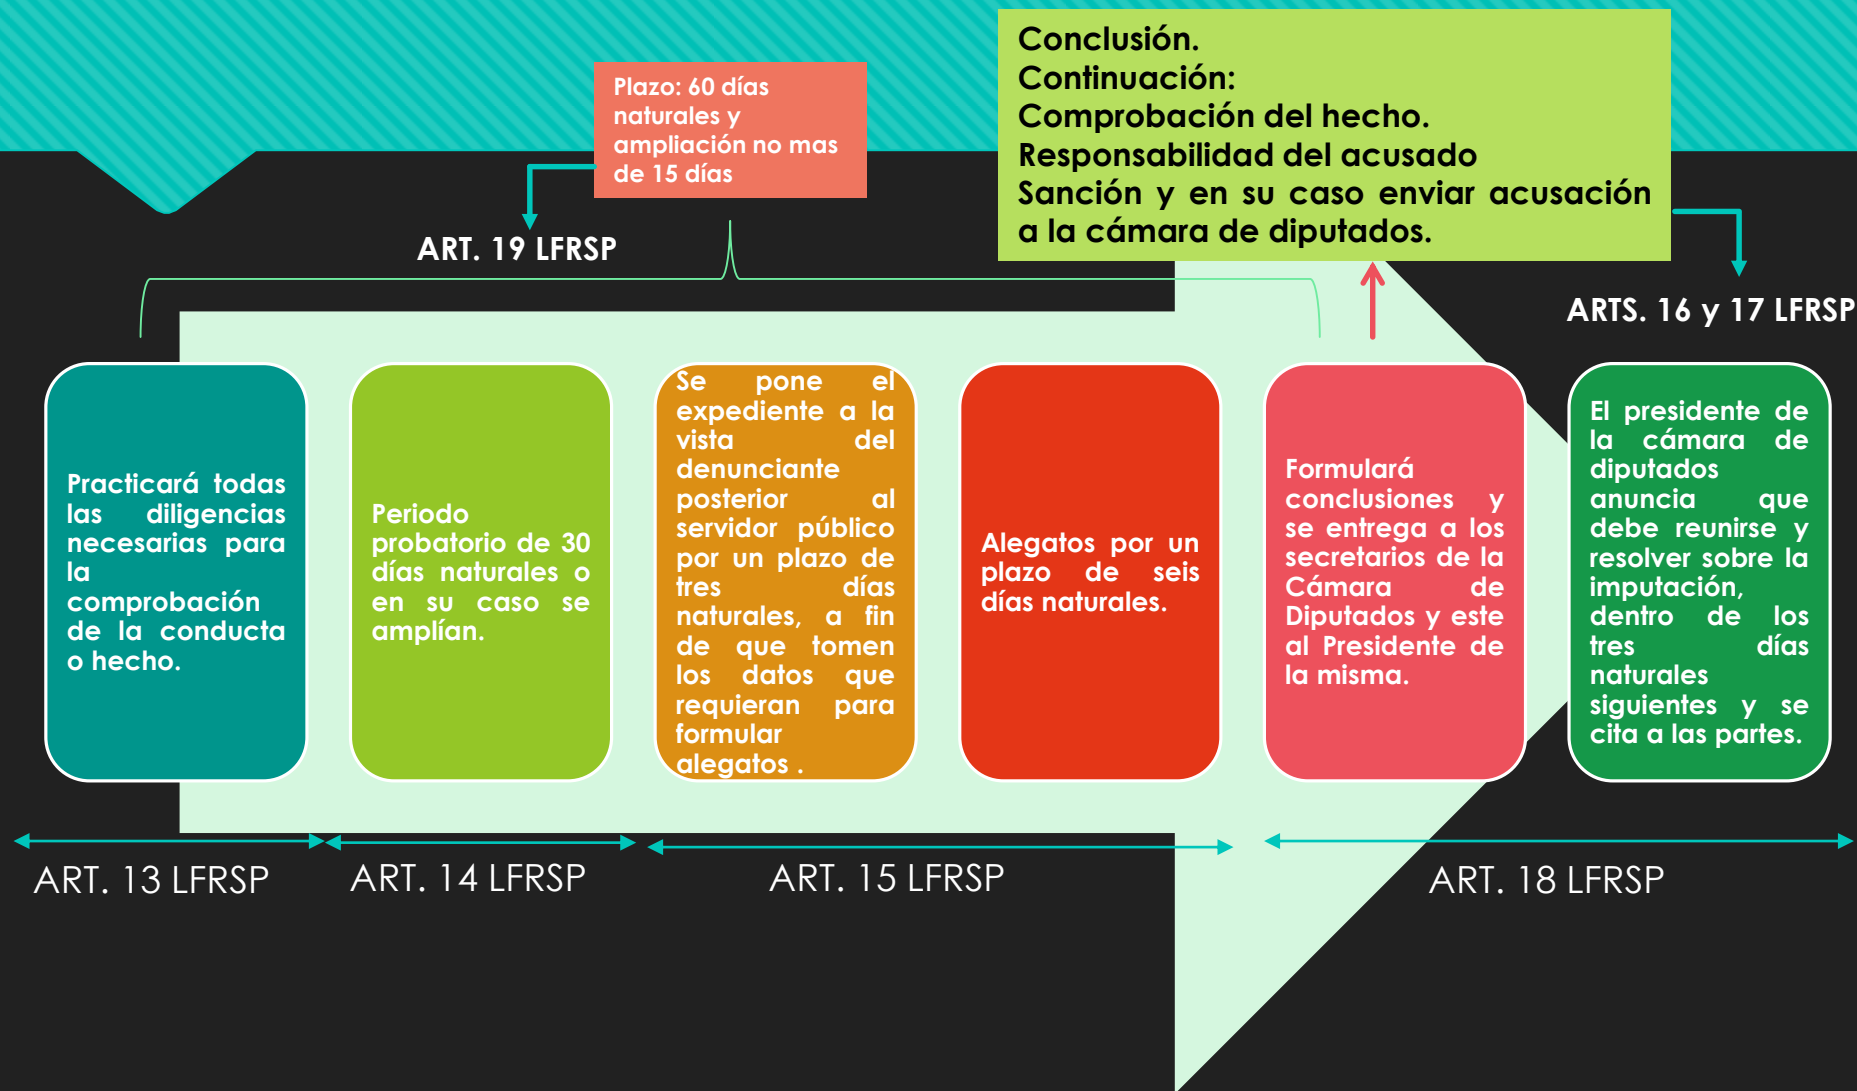 Plazo: 60 días
naturales y
ampliación no mas
de 15 días
Conclusión.
Continuación:
Comprobación del hecho.
Responsabilidad del acusado
Sanción y en su caso enviar acusación
a la cámara de diputados.
ART. 19 LFRSP
ARTS. 16 y 17 LFRSP
Practicará todas
las diligencias
necesarias para
la
comprobación
de la conducta
o hecho.
Periodo
probatorio de 30
días naturales o
en su caso se
amplían.
Se pone el
expediente a la
vista del
denunciante
posterior al
servidor público
por un plazo de
tres días
naturales, a fin
de que tomen
los datos que
requieran para
formular
alegatos .
Alegatos por un
plazo de seis
días naturales.
Formulará
conclusiones y
se entrega a los
secretarios de la
Cámara de
Diputados y este
al Presidente de
la misma.
El presidente de
la cámara de
diputados
anuncia que
debe reunirse y
resolver sobre la
imputación,
dentro de los
tres días
naturales
siguientes y se
cita a las partes.
ART. 13 LFRSP
ART. 14 LFRSP
ART. 15 LFRSP
ART. 18 LFRSP